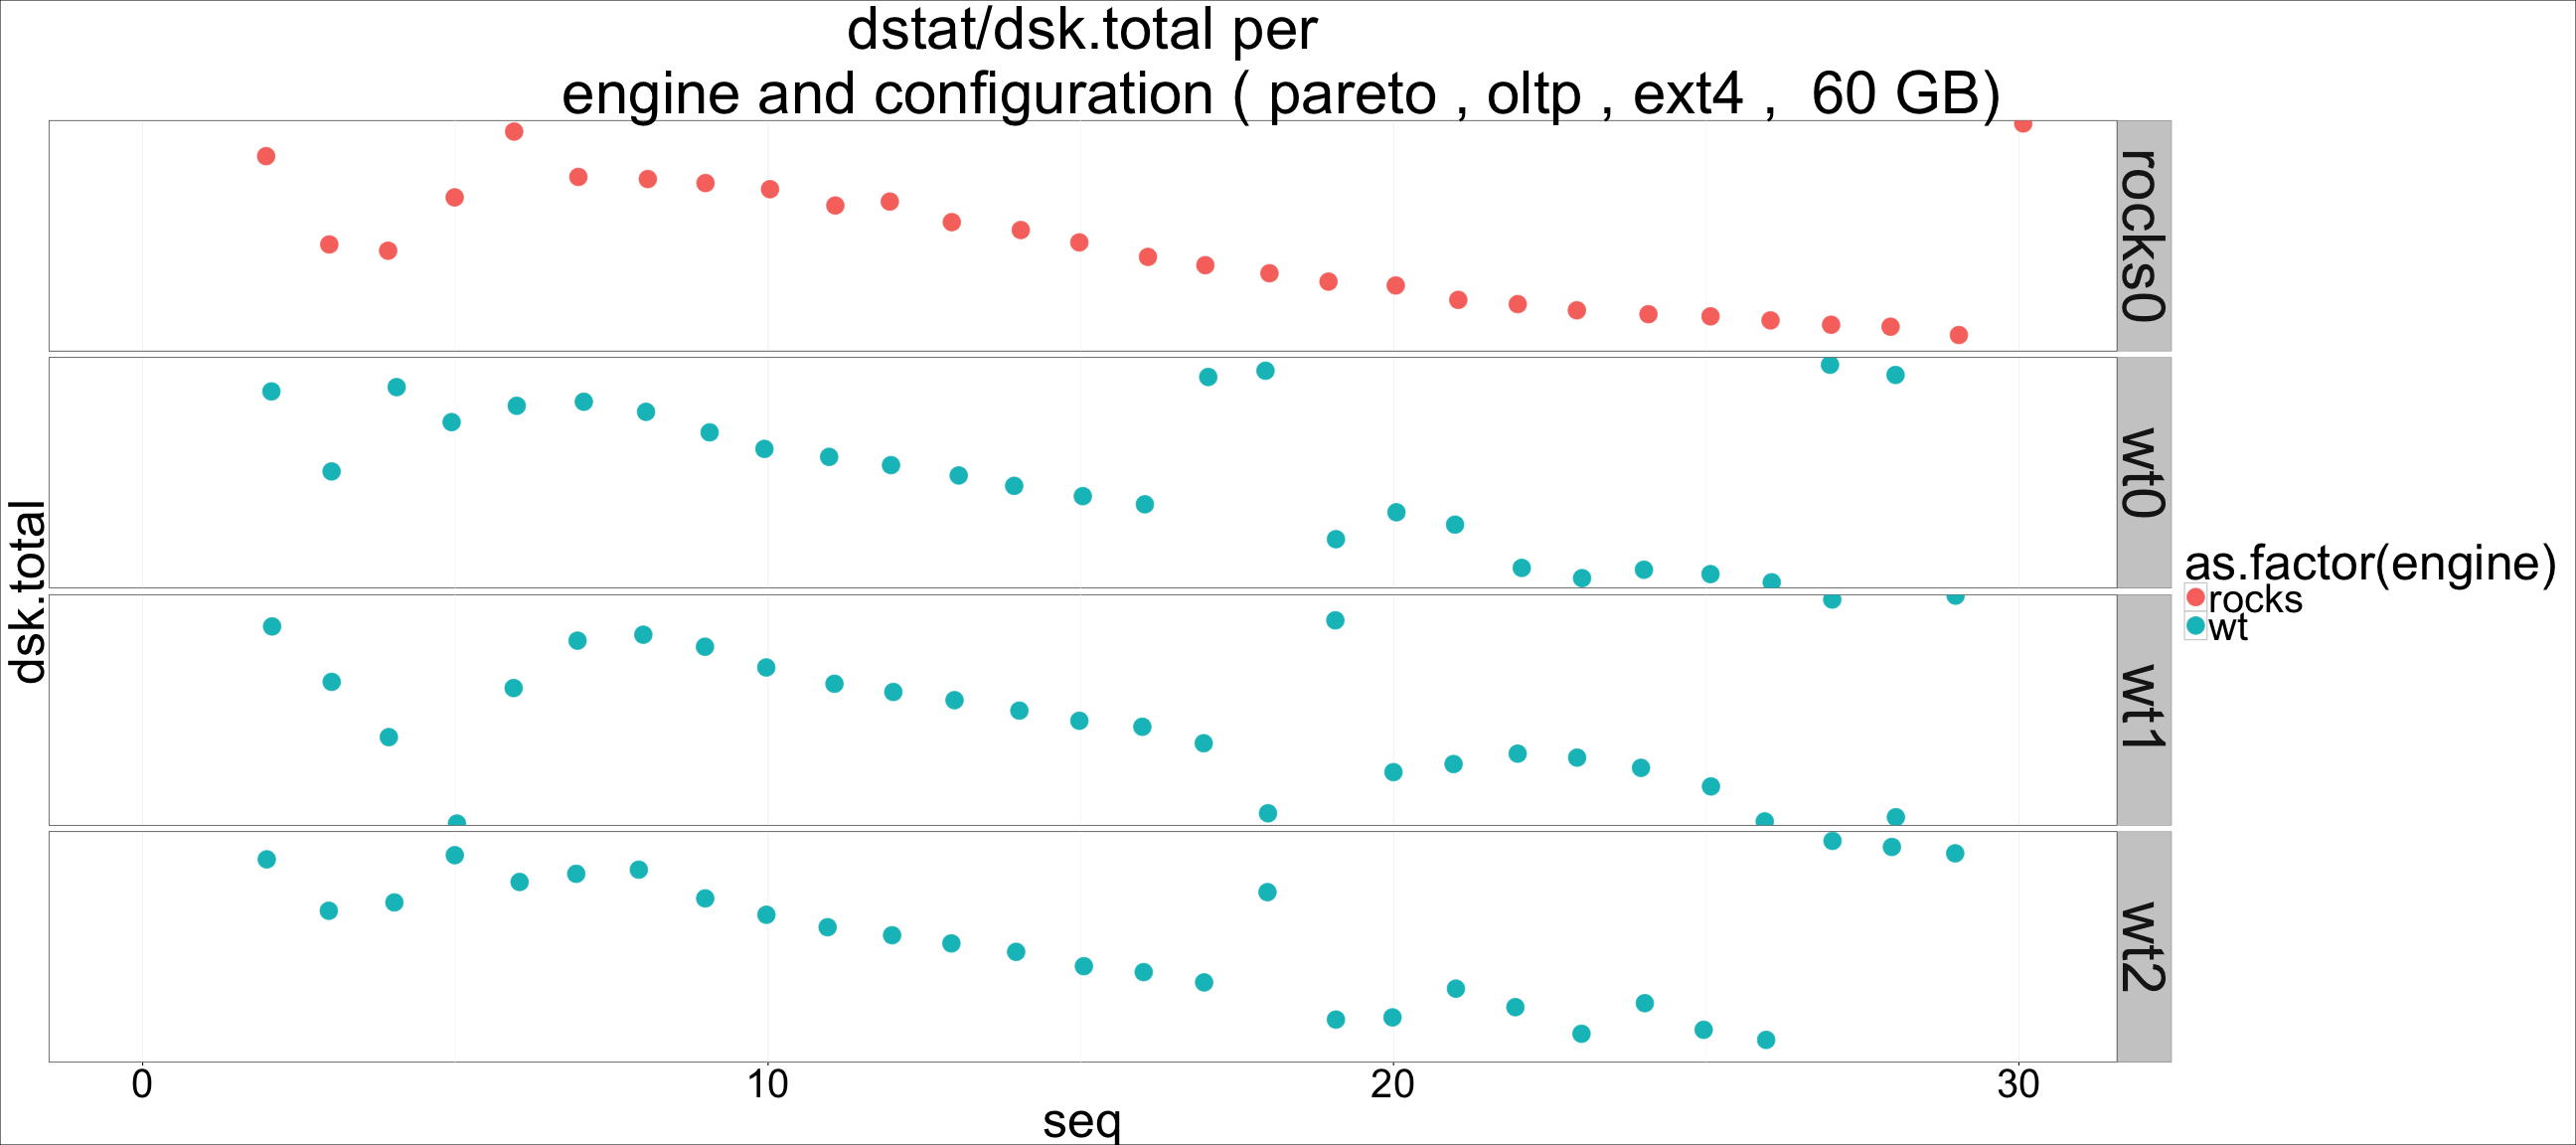 dstat/dsk.total per
engine and configuration ( pareto , oltp , ext4 ,  60 GB)
dsk.total
rocks0
wt0
wt1
wt2
as.factor(engine)
rocks
wt
0 10 20 30
seq